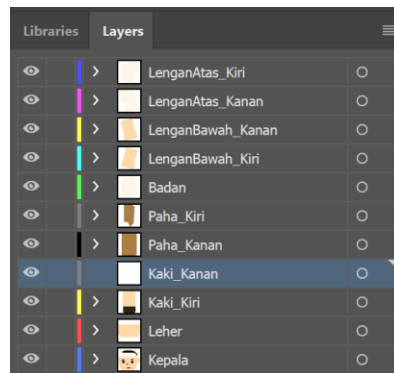 Libraries Layers
LenganAtas_Kiri
LenganAtas_Kanan
LenganBawah_Kanan
LenganBawah_Kiri
Badan
Paha_Kiri
Paha_Kanan
Kaki_Kanan
Kaki_Kiri
Leher
Kepala